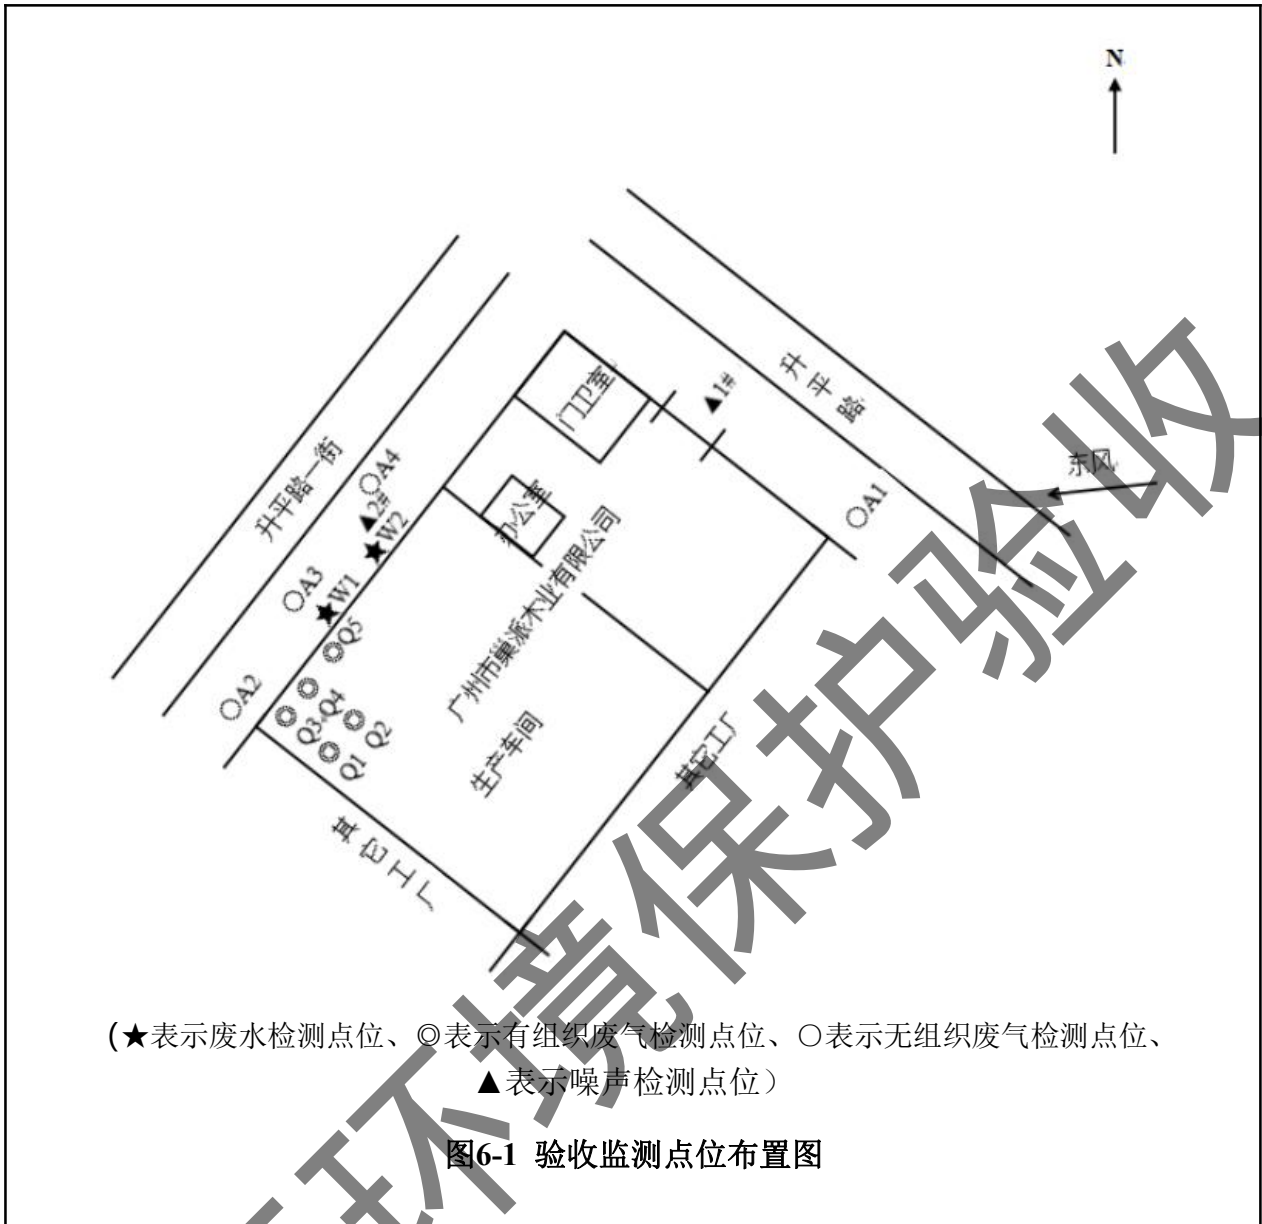 N
升平路
门卫室
▲1#
东风
升平路一街
○A4
▲2#
★W2
办公室
○A1
广州市巢派木业有限公司
○A3
★W1
◎Q5
○A2
◎Q4
◎Q3
◎Q2
◎Q1
生产车间
其它工厂
其它工厂
(★表示废水检测点位、◎表示有组织废气检测点位、○表示无组织废气检测点位、
▲表示噪声检测点位）
图6-1 验收监测点位布置图
环境保护验收